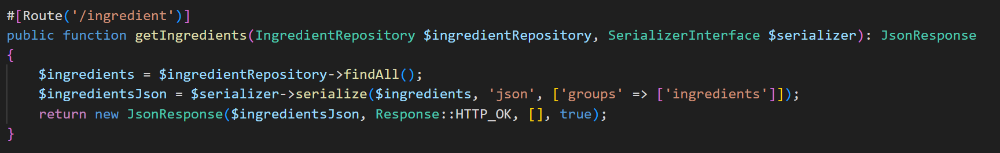 #[Route('/ingredient')]
public function getIngredients(IngredientRepository $ingredientRepository, SerializerInterface $serializer): JsonResponse
{
    $ingredients = $ingredientRepository->findAll();
    $ingredientsJson = $serializer->serialize($ingredients, 'json', ['groups' => ['ingredients']]);
    return new JsonResponse($ingredientsJson, Response::HTTP_OK, [], true);
}